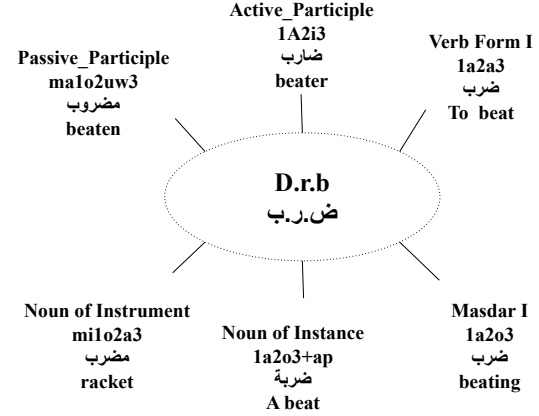 Active_Participle
1A2i3
ضارب
beater
Passive_Participle
ma1o2uw3
مضروب
beaten
Verb Form I
1a2a3
ضرب
To beat
D.r.b
ض.ر.ب
Noun of Instrument
mi1o2a3
مضرب
racket
Noun of Instance
1a2o3+ap
ضربة
A beat
Masdar I
1a2o3
ضرب
beating